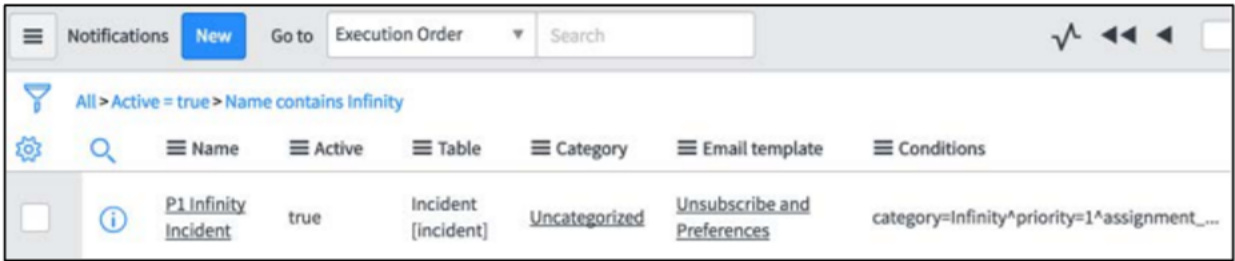 Notifications New Go to Execution Order Search
All > Active = true > Name contains Infinity
Name Active Table Category Email template Conditions
P1 Infinity Incident true Incident [incident] Uncategorized Unsubscribe and Preferences category=Infinity^priority=1^assignment_...